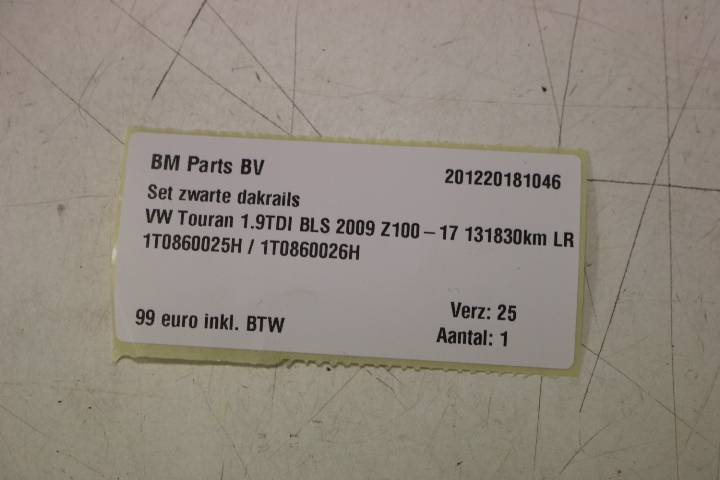 BM Parts BV 201220181046
Set zwarte dakrails
VW Touran 1.9TDI BLS 2009 Z100 – 17 131830km LR
1T0860025H / 1T0860026H
99 euro inkl. BTW Verz: 25
Aantal: 1